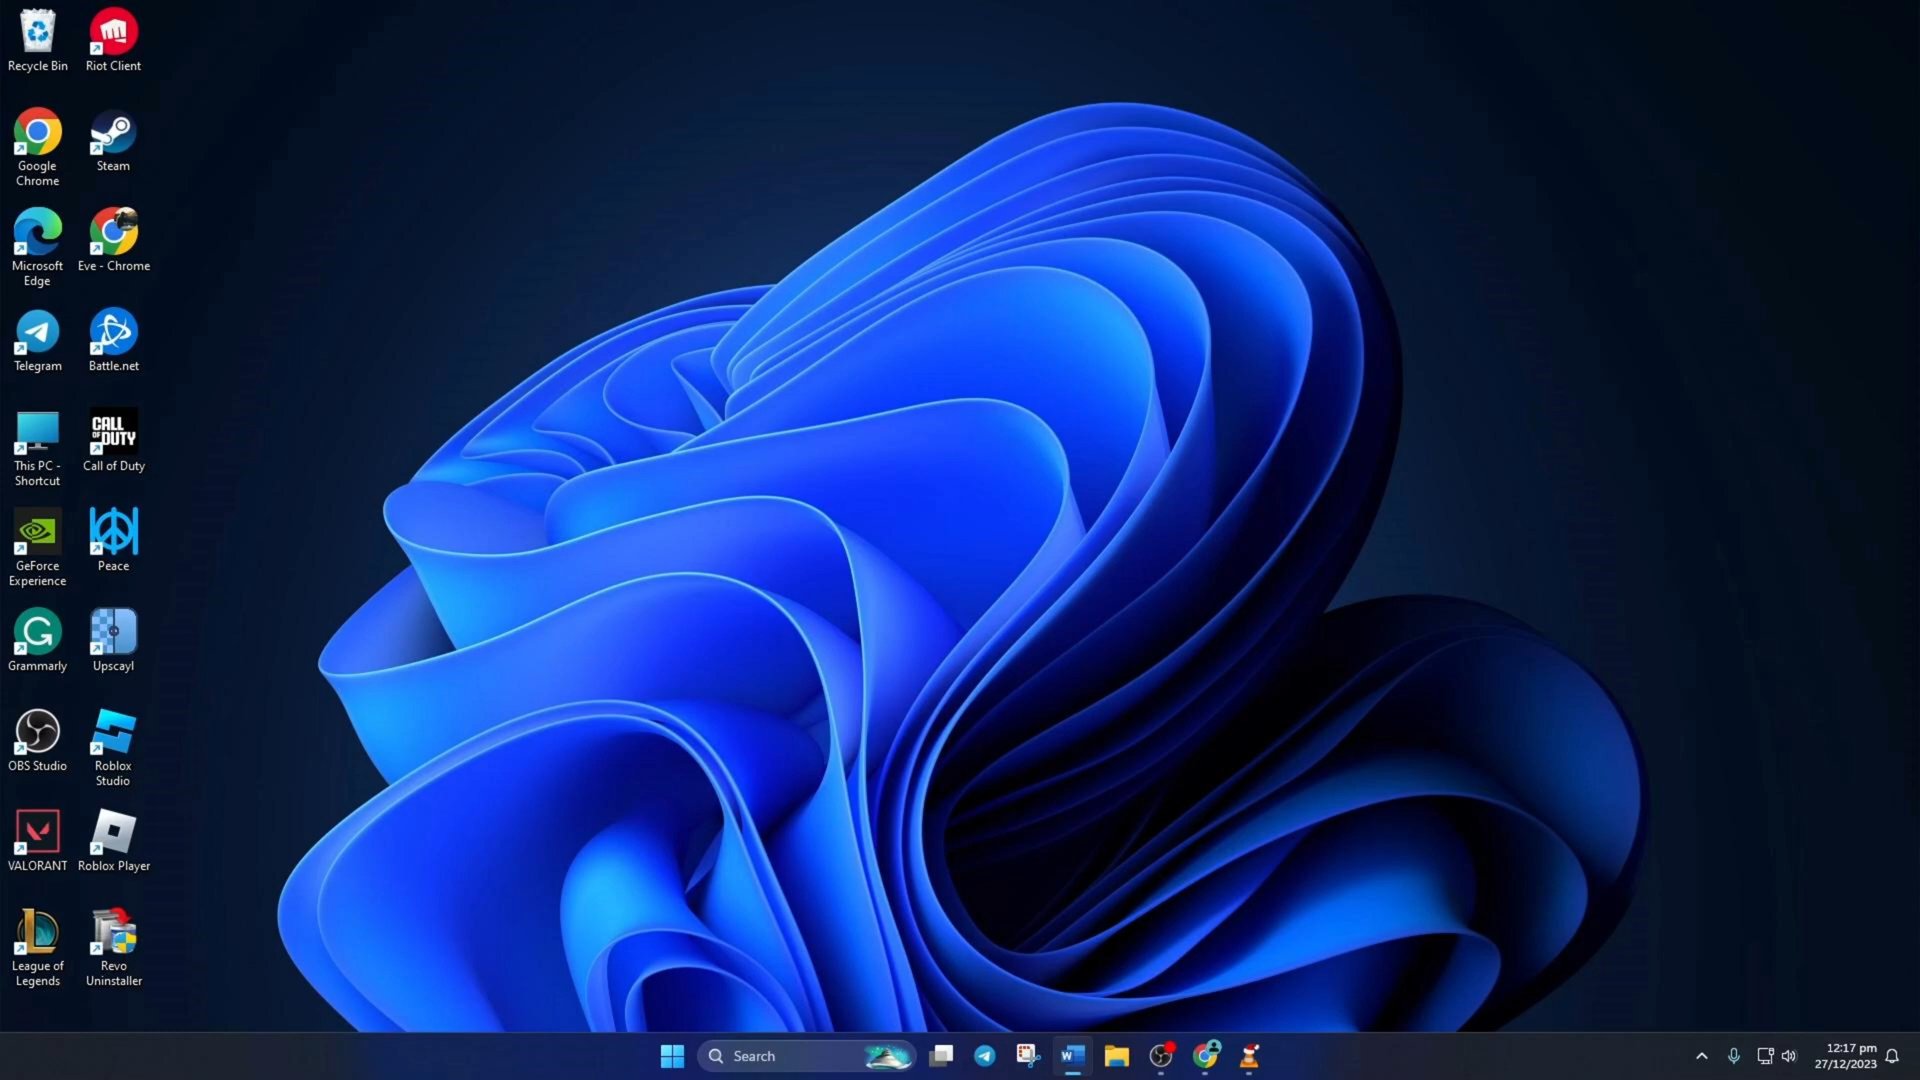 Recycle Bin
Riot Client
Google
Chrome
Steam
Microsoft
Edge
Eve - Chrome
Telegram
Battle.net
This PC -
Shortcut
CALL
OF DUTY
Call of Duty
GeForce
Experience
Peace
Grammarly
Upscayl
OBS Studio
Roblox
Studio
VALORANT
Roblox Player
League of
Legends
Revo
Uninstaller
Search
12:17 pm
27/12/2023